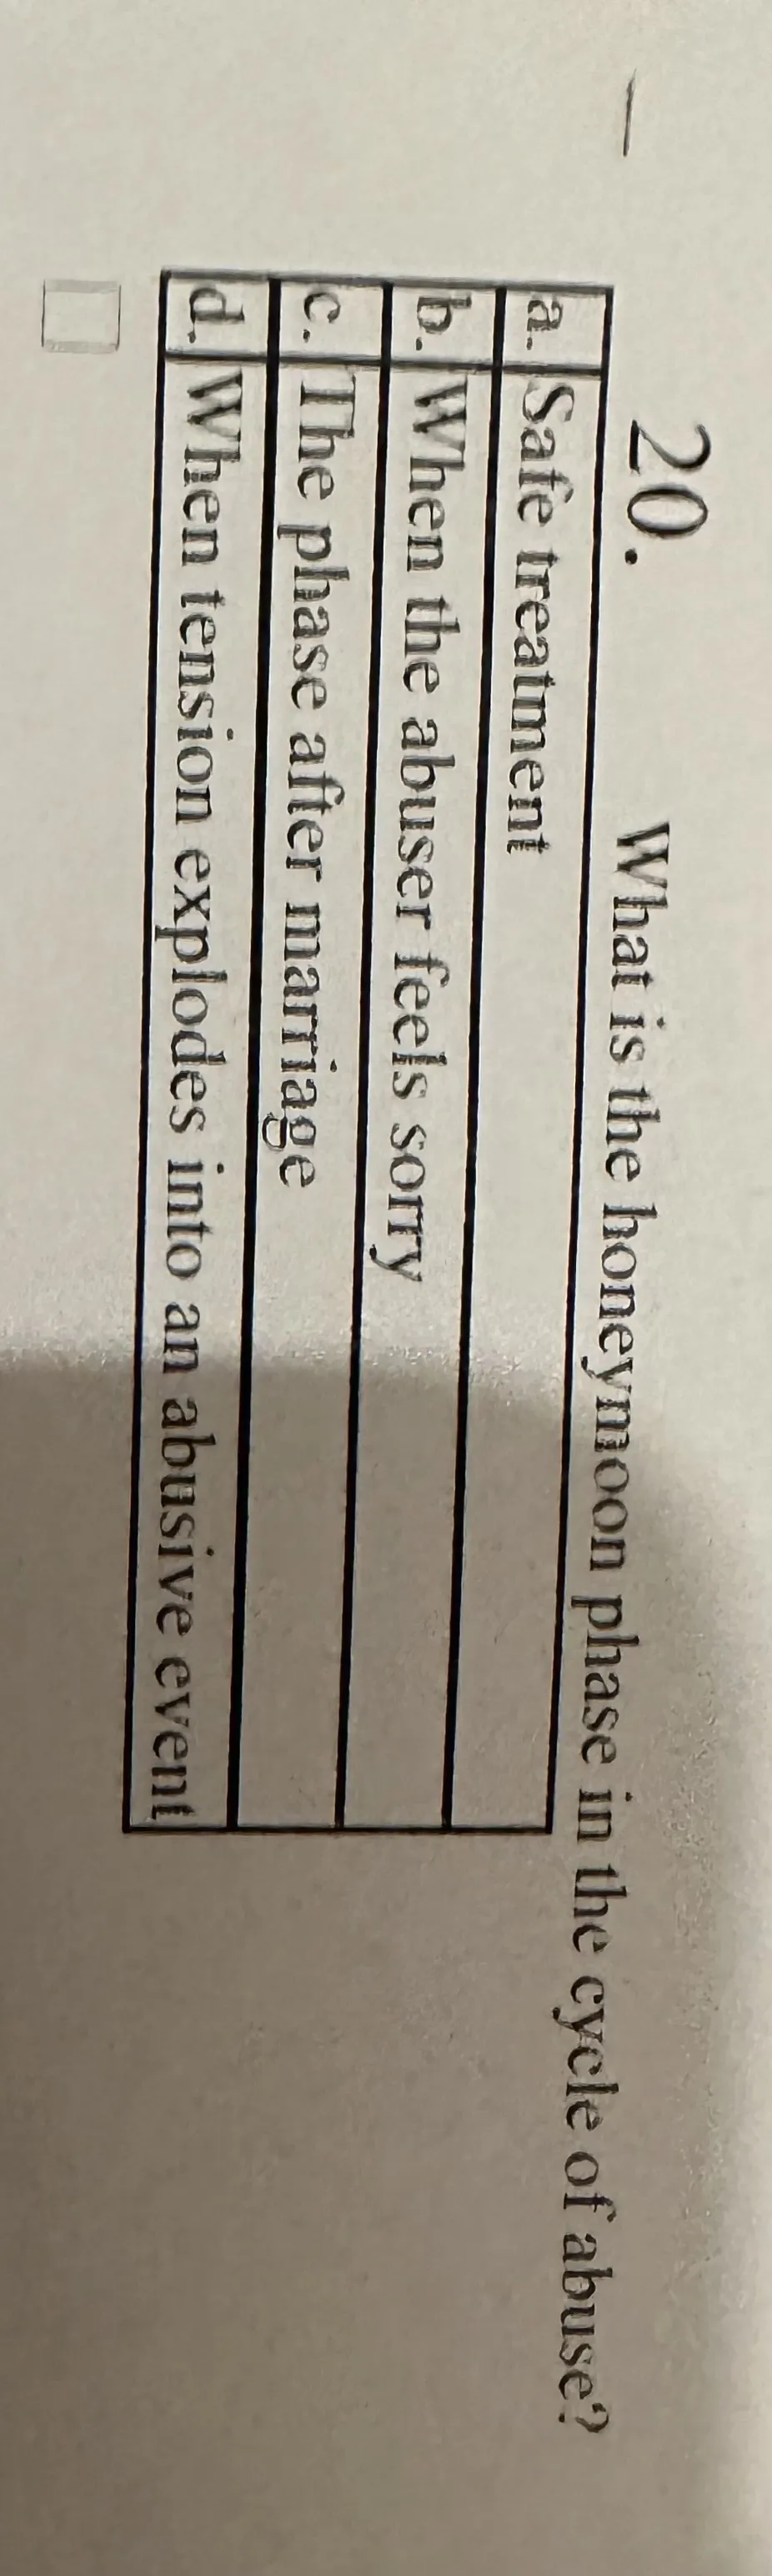 20. What is the honeymoon phase in the cycle of abuse?
a. Safe treatment
b. When the abuser feels sorry
c. The phase after marriage
d. When tension explodes into an abusive event